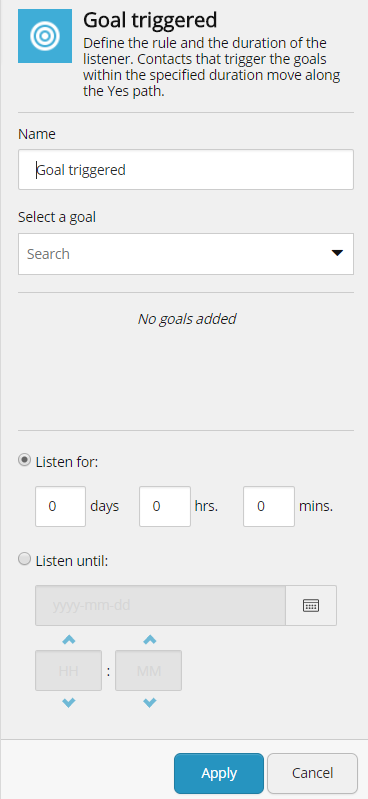 Goal triggered
Define the rule and the duration of the
listener. Contacts that trigger the goals
within the specified duration move along
the Yes path.
Name
Goal triggered
Select a goal
Search
No goals added
Listen for:
0 days 0 hrs. 0 mins.
Listen until:
yyyy-mm-dd
HH : MM
Apply Cancel